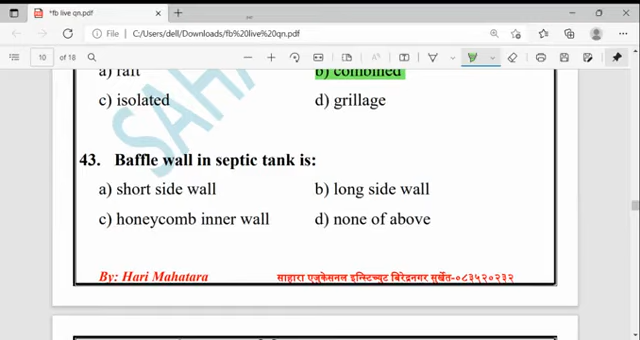 *fb live qn.pdf
File | C:/Users/dell/Downloads/fb%20live%20qn.pdf
10 of 18
a) raft b) combined
c) isolated d) grillage
43. Baffle wall in septic tank is:
a) short side wall b) long side wall
c) honeycomb inner wall d) none of above
By: Hari Mahatara साहारा एजुकेसनल इन्स्टिच्युट बिरेन्द्रनगर सुर्खेत-०८३५२०२३२
SAHA